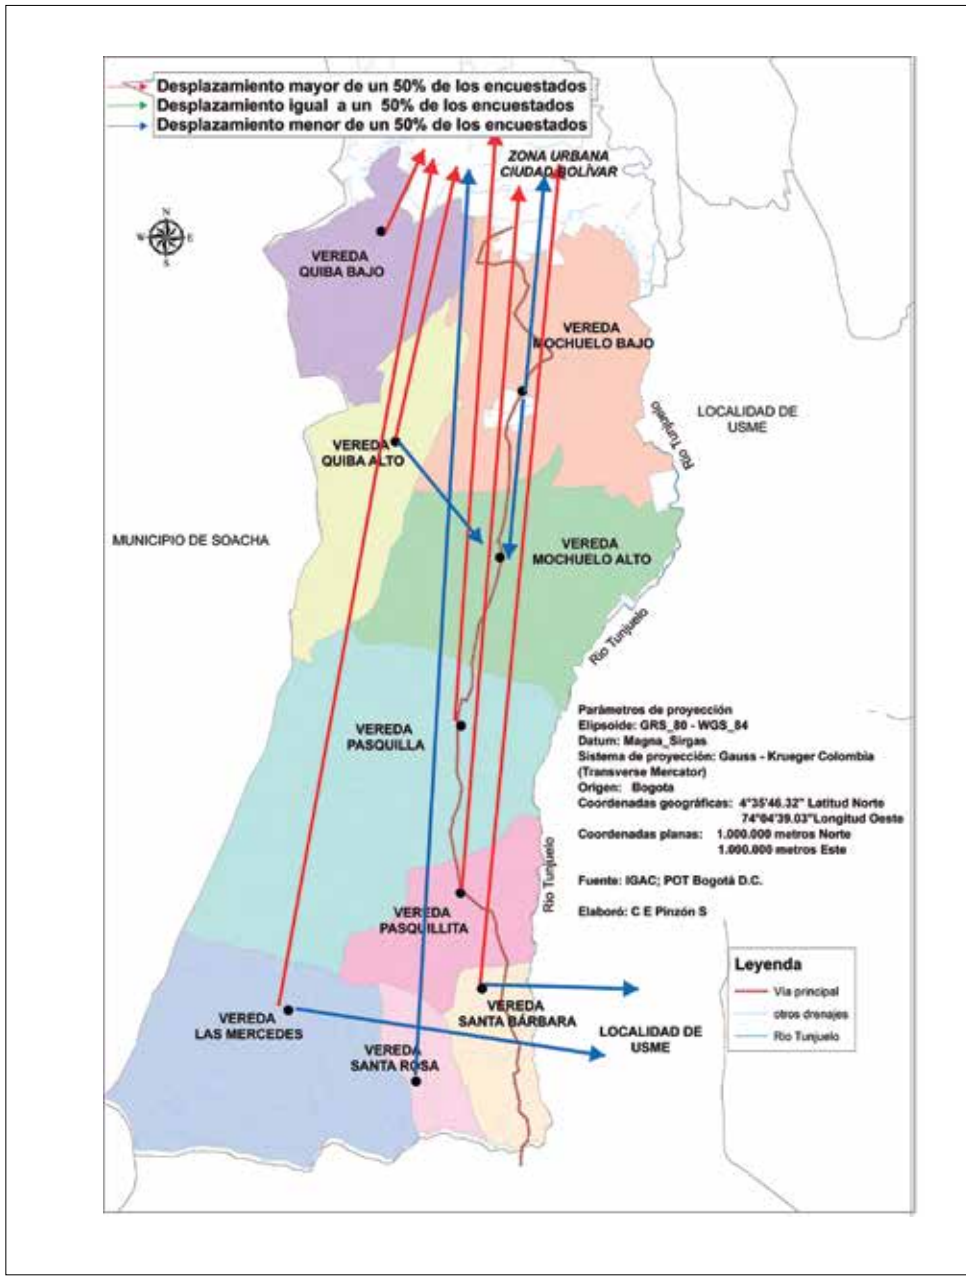 Desplazamiento mayor de un 50% de los encuestados
Desplazamiento igual a un 50% de los encuestados
Desplazamiento menor de un 50% de los encuestados
ZONA URBANA
CIUDAD BOLÍVAR
N
W E
S
VEREDA
QUIBA BAJO
VEREDA
MOCHUELO BAJO
LOCALIDAD DE
USME
Río Tunjuelo
VEREDA
QUIBA ALTO
MUNICIPIO DE SOACHA
VEREDA
MOCHUELO ALTO
Río Tunjuelo
Parámetros de proyección
Elipsoide: GRS_80 - WGS_84
Datum: Magna_Sirgas
Sistema de proyección: Gauss - Krueger Colombia
(Transverse Mercator)
Origen: Bogota
Coordenadas geográficas: 4°35'46.32" Latitud Norte
74°04'39.03"Longitud Oeste
Coordenadas planas: 1.000.000 metros Norte
1.000.000 metros Este
Fuente: IGAC; POT Bogotá D.C.
Elaboró: C E Pinzón S
VEREDA
PASQUILLA
Río Tunjuelo
VEREDA
PASQUILLITA
Leyenda
Vía principal
otros drenajes
Río Tunjuelo
VEREDA
SANTA BÁRBARA
VEREDA
LAS MERCEDES
LOCALIDAD DE
USME
VEREDA
SANTA ROSA